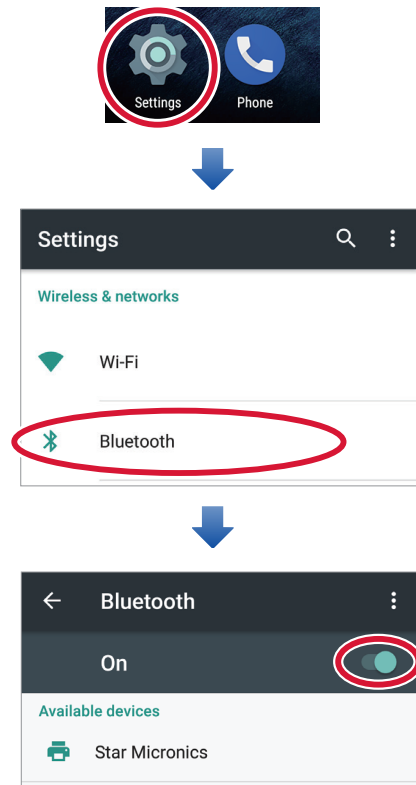 Settings Phone
Settings
Wireless & networks
Wi-Fi
Bluetooth
Bluetooth
On
Available devices
Star Micronics